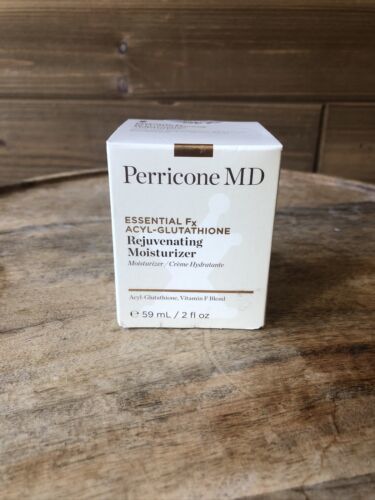 Perricone MD
ESSENTIAL Fx
ACYL-GLUTATHIONE
Rejuvenating
Moisturizer
Moisturizer / Crème Hydratante
Acyl-Glutathione, Vitamin F Blend
℮ 59 mL / 2 fl oz